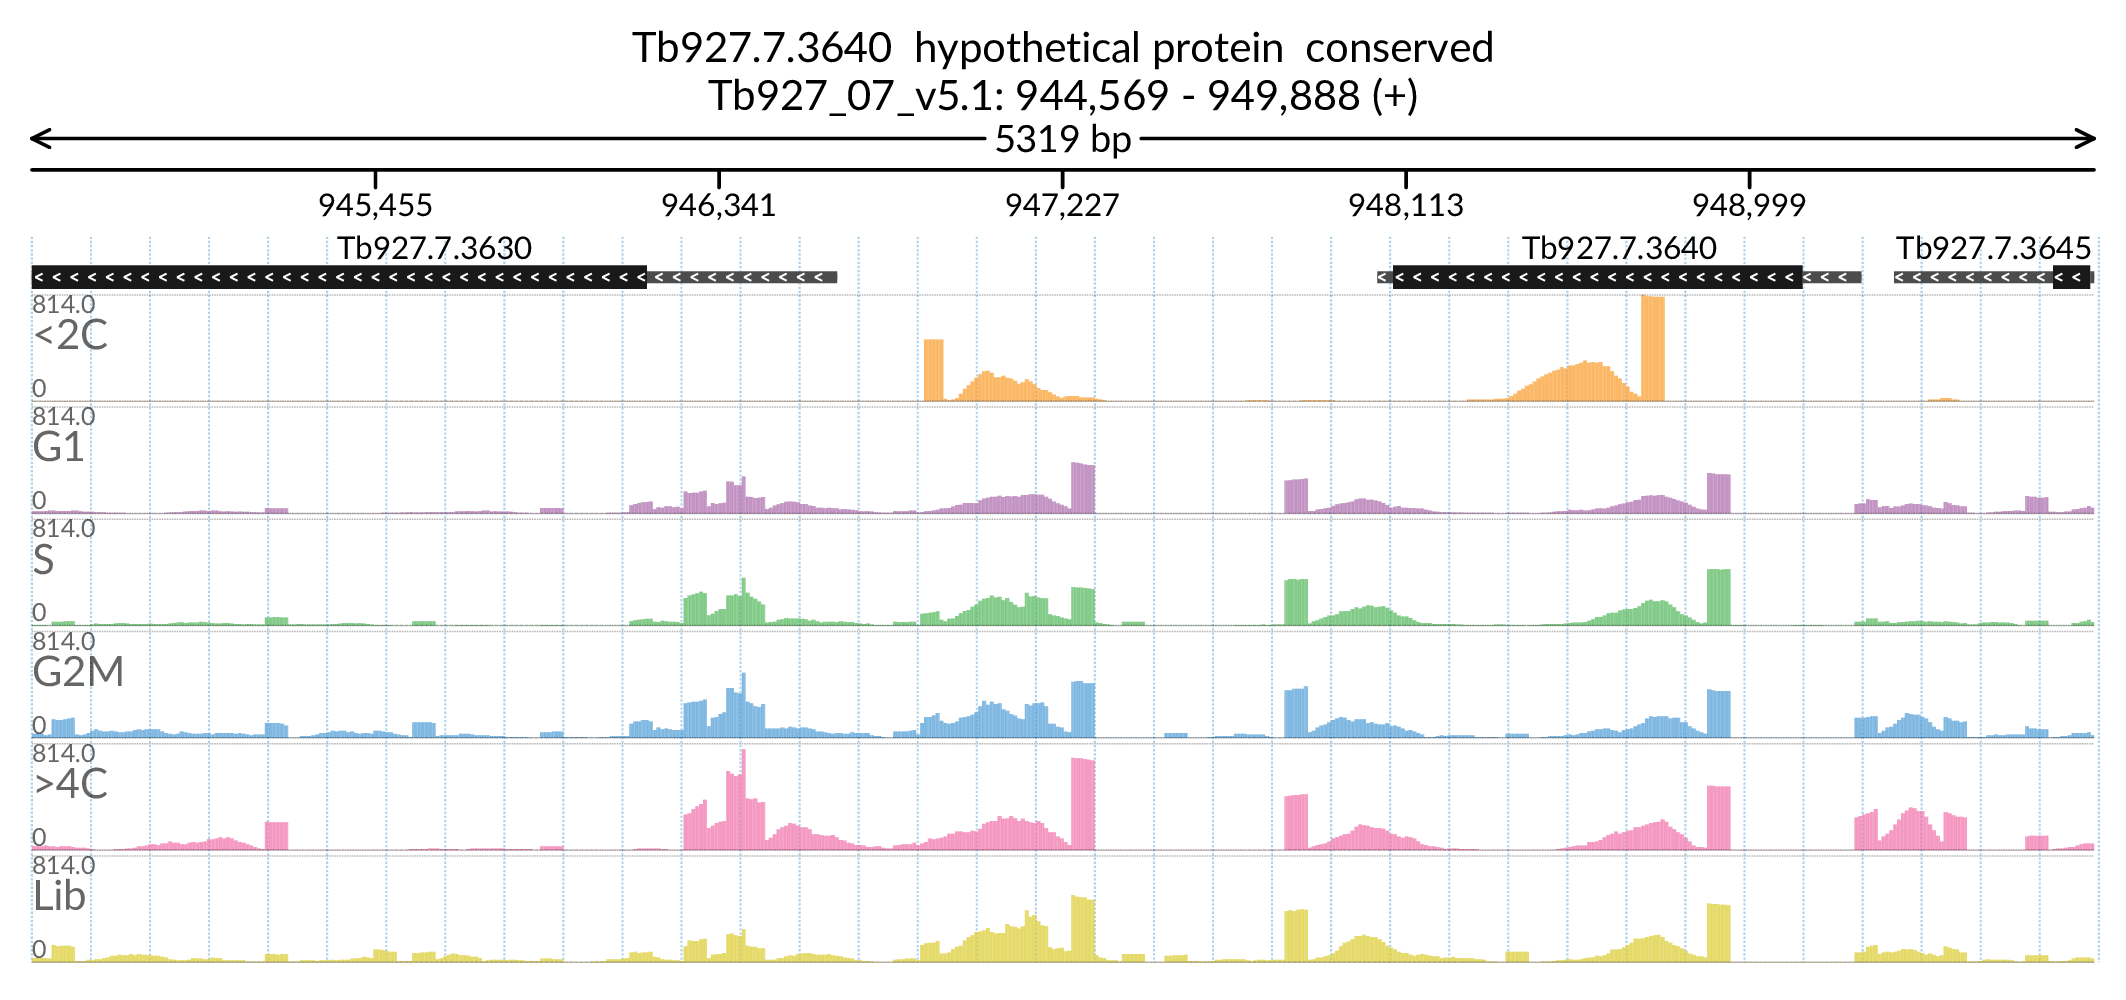 Tb927.7.3640  hypothetical protein  conserved
Tb927_07_v5.1: 944,569 - 949,888 (+)
5319 bp
945,455 946,341 947,227 948,113 948,999
Tb927.7.3630 Tb927.7.3640 Tb927.7.3645
814.0
<2C
0
814.0
G1
0
814.0
S
0
814.0
G2M
0
814.0
>4C
0
814.0
Lib
0